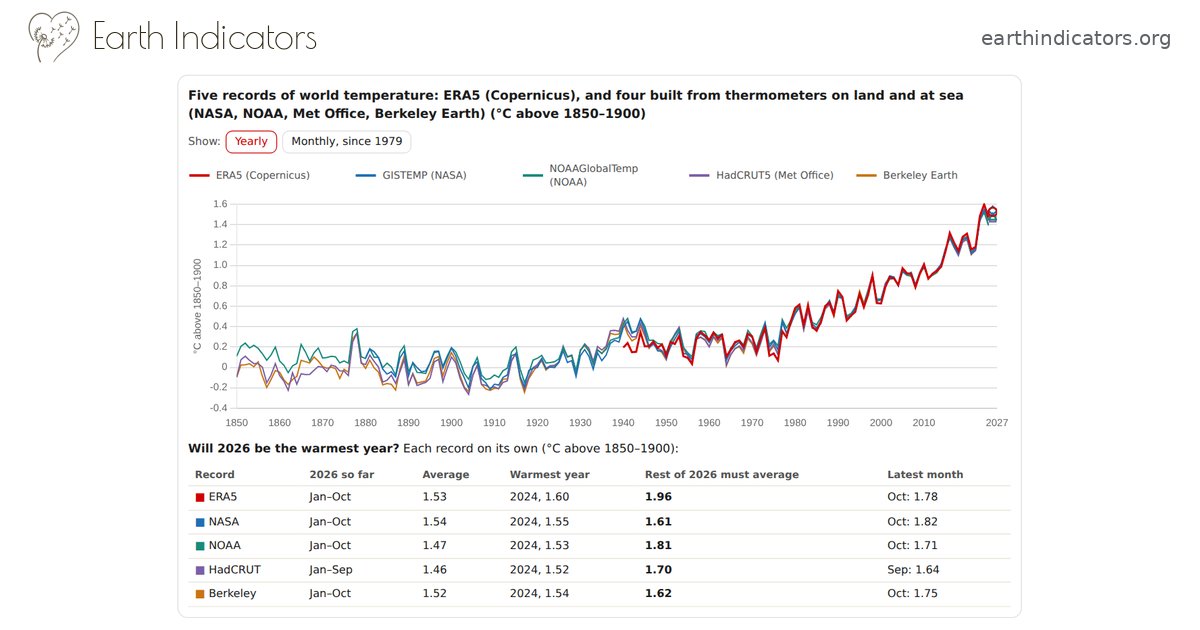 Earth Indicators
earthindicators.org
Five records of world temperature: ERA5 (Copernicus), and four built from thermometers on land and at sea
(NASA, NOAA, Met Office, Berkeley Earth) (°C above 1850–1900)
Show: Yearly Monthly, since 1979
ERA5 (Copernicus) GISTEMP (NASA) NOAAGlobalTemp
(NOAA) HadCRUT5 (Met Office) Berkeley Earth
°C above 1850–1900
1.6
1.4
1.2
1.0
0.8
0.6
0.4
0.2
0
-0.2
-0.4
1850 1860 1870 1880 1890 1900 1910 1920 1930 1940 1950 1960 1970 1980 1990 2000 2010 2027
Will 2026 be the warmest year? Each record on its own (°C above 1850–1900):
Record 2026 so far Average Warmest year Rest of 2026 must average Latest month
ERA5 Jan–Oct 1.53 2024, 1.60 1.96 Oct: 1.78
NASA Jan–Oct 1.54 2024, 1.55 1.61 Oct: 1.82
NOAA Jan–Oct 1.47 2024, 1.53 1.81 Oct: 1.71
HadCRUT Jan–Sep 1.46 2024, 1.52 1.70 Sep: 1.64
Berkeley Jan–Oct 1.52 2024, 1.54 1.62 Oct: 1.75